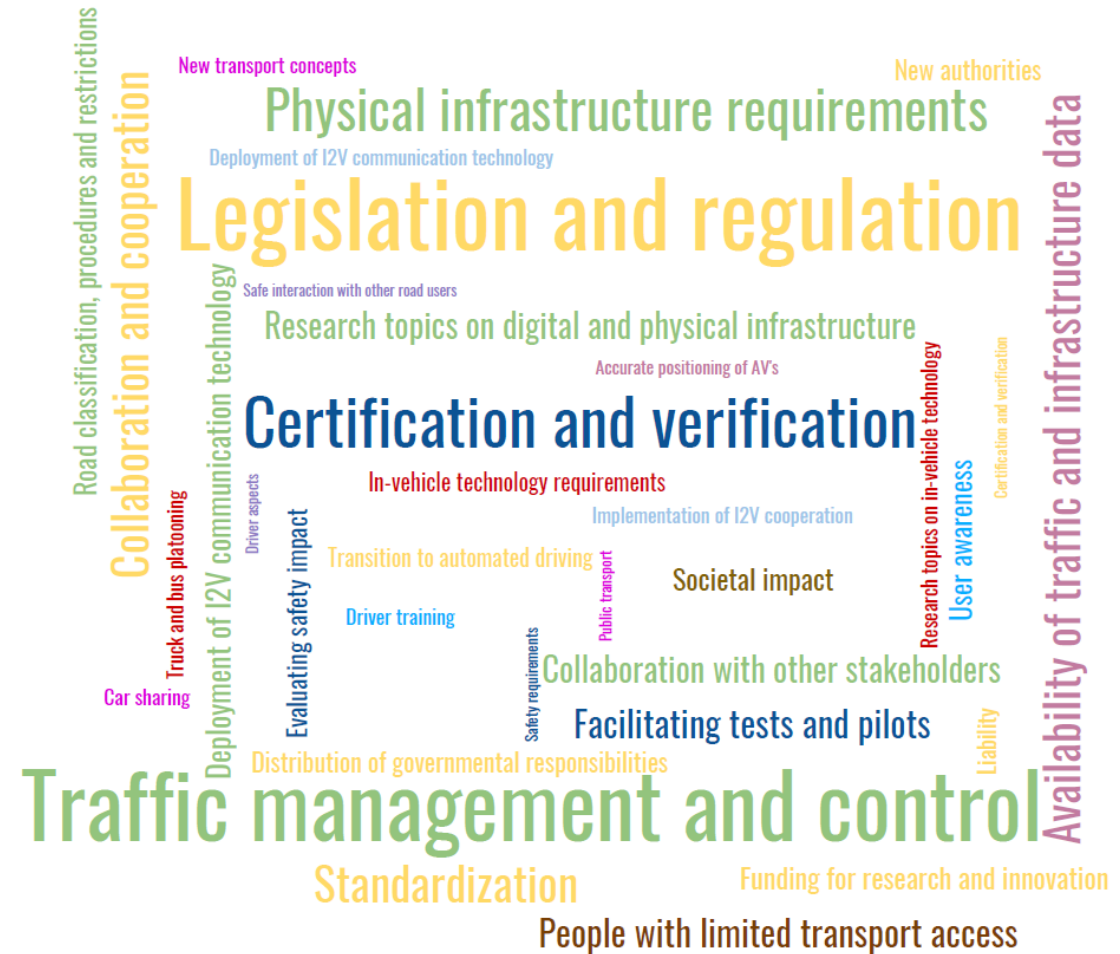 Road classification, procedures and restrictions
Collaboration and cooperation
New transport concepts
New authorities
Physical infrastructure requirements
Availability of traffic and infrastructure data
Deployment of I2V communication technology
Legislation and regulation
Deployment of I2V communication technology
Safe interaction with other road users
Research topics on digital and physical infrastructure
Research topics on in-vehicle technology
Certification and verification
Accurate positioning of AV's
Certification and verification
User awareness
In-vehicle technology requirements
Driver aspects
Truck and bus platooning
Implementation of I2V cooperation
Evaluating safety impact
Transition to automated driving
Public transport
Societal impact
Driver training
Safety requirements
Collaboration with other stakeholders
Car sharing
Facilitating tests and pilots
Liability
Distribution of governmental responsibilities
Traffic management and control
Standardization
Funding for research and innovation
People with limited transport access